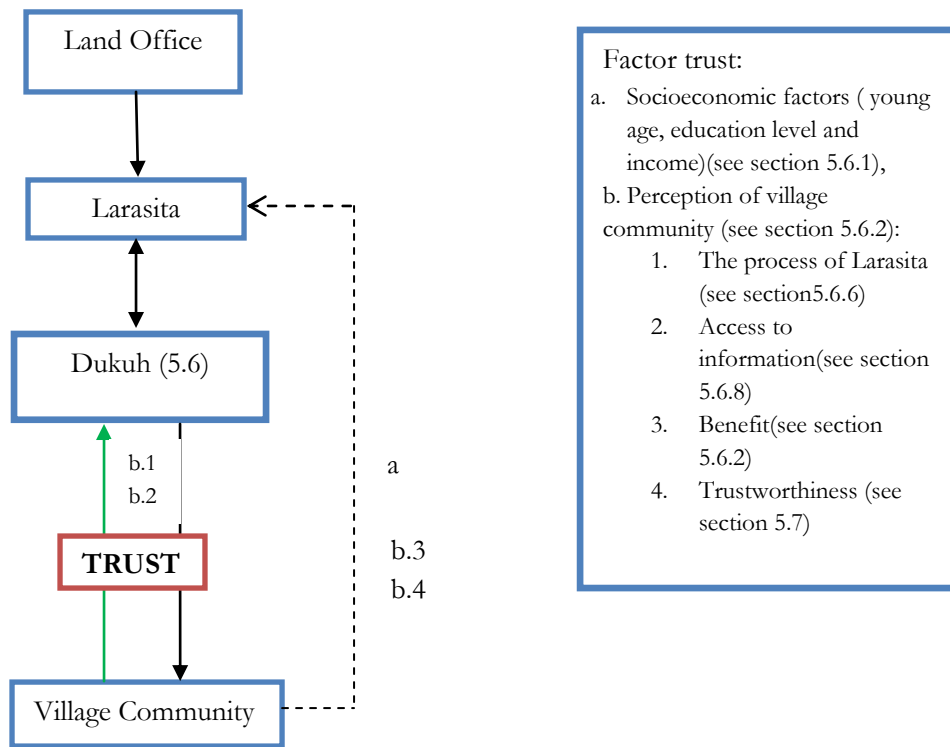 Land Office
Larasita
Dukuh (5.6)
b.1
b.2
TRUST
Village Community
a
b.3
b.4
Factor trust:
a. Socioeconomic factors ( young
age, education level and
income)(see section 5.6.1),
b. Perception of village
community (see section 5.6.2):
1. The process of Larasita
(see section5.6.6)
2. Access to
information(see section
5.6.8)
3. Benefit(see section
5.6.2)
4. Trustworthiness (see
section 5.7)